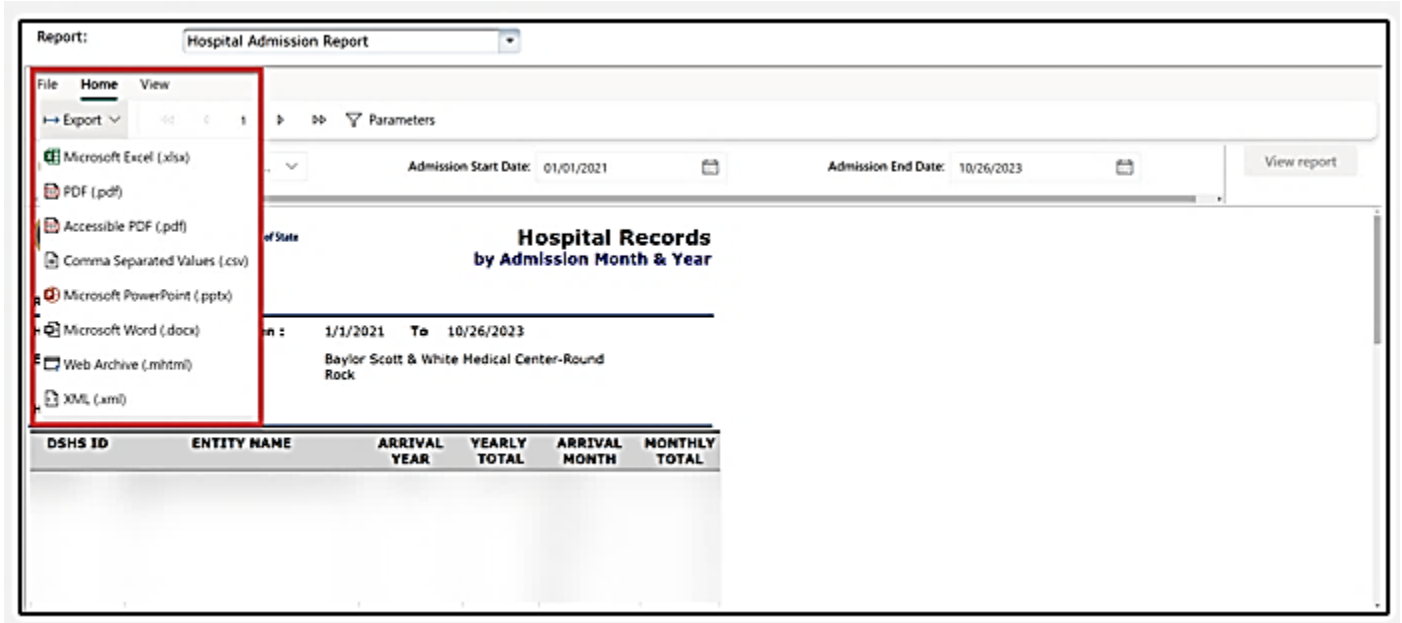 Report: Hospital Admission Report
File Home View
Export 1 Parameters
Microsoft Excel (.xlsx)
.. Admission Start Date: 01/01/2021 Admission End Date: 10/26/2023 View report
PDF (.pdf)
Accessible PDF (.pdf)
of State
Hospital Records
by Admission Month & Year
Comma Separated Values (.csv)
Microsoft PowerPoint (.pptx)
Microsoft Word (.docx)
en : 1/1/2021 To 10/26/2023
Web Archive (.mhtml)
Baylor Scott & White Medical Center-Round
Rock
XML (.xml)
DSHS ID ENTITY NAME ARRIVAL YEARLY ARRIVAL MONTHLY
YEAR TOTAL MONTH TOTAL